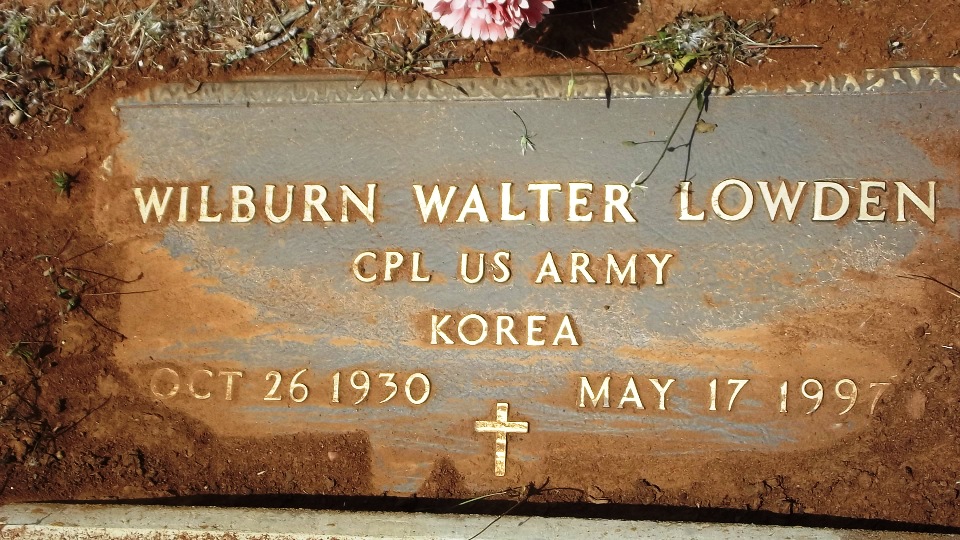 WILBURN WALTER LOWDEN
CPL US ARMY
KOREA
OCT 26 1930 MAY 17 1997